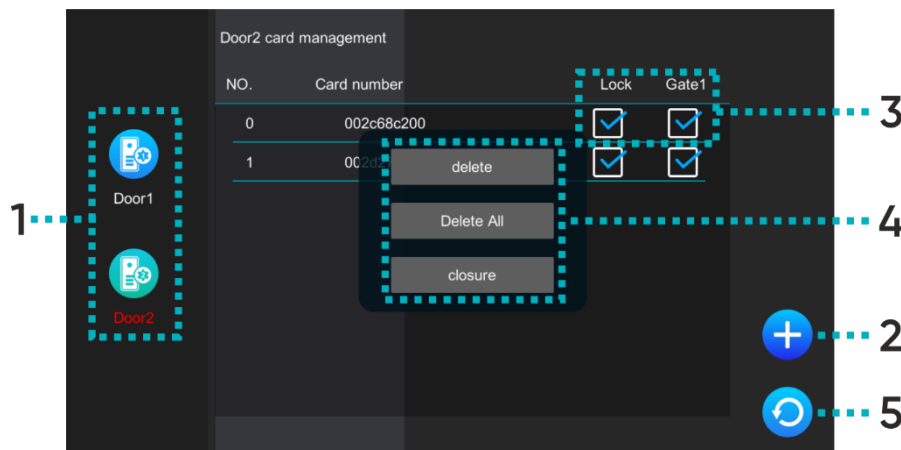 Door2 card management
NO. Card number Lock Gate1
0 002c68c200
1
delete
Door1
Delete All
closure
Door2
1
3
4
2
5